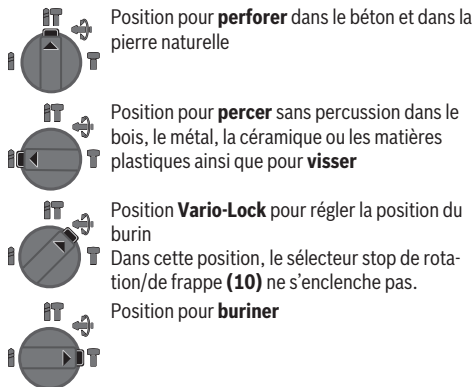 Position pour perforer dans le béton et dans la
pierre naturelle
Position pour percer sans percussion dans le
bois, le métal, la céramique ou les matières
plastiques ainsi que pour visser
Position Vario-Lock pour régler la position du
burin
Dans cette position, le sélecteur stop de rota-
tion/de frappe (10) ne s’enclenche pas.
Position pour buriner